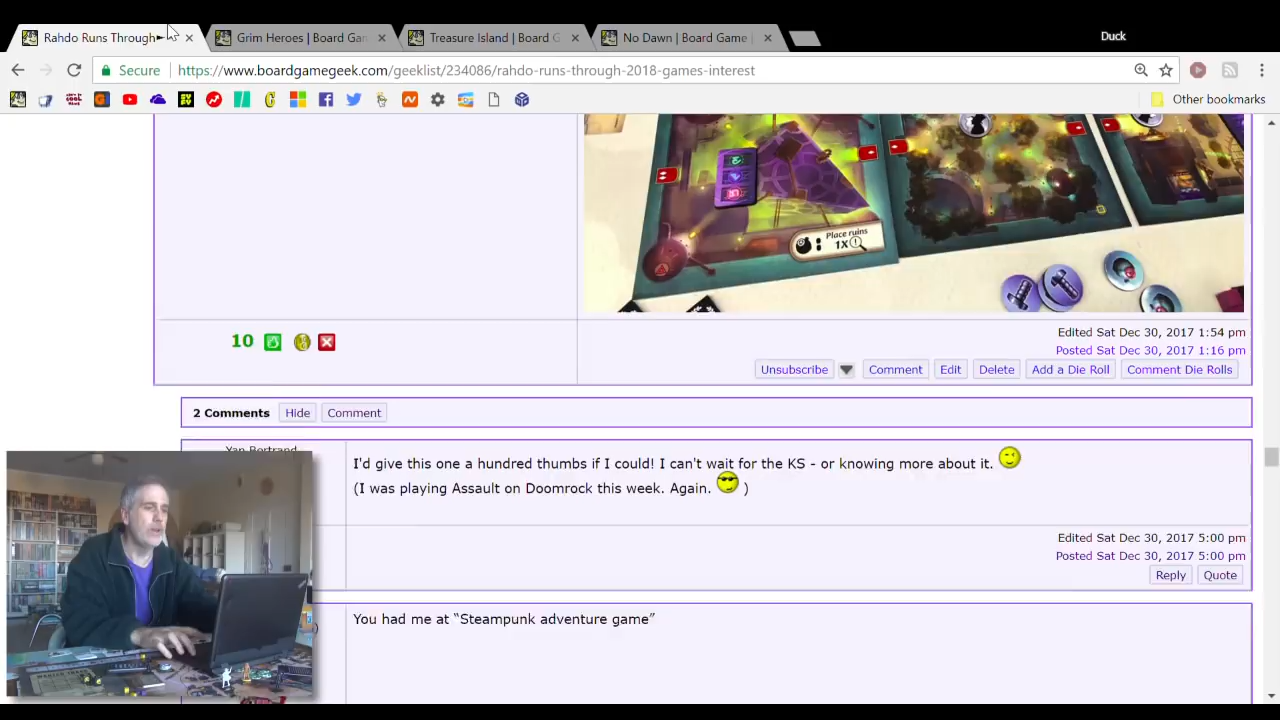 Rahdo Runs Through
Grim Heroes | Board Gam
Treasure Island | Board G
No Dawn | Board Game |
Duck
Secure
https://www.boardgamegeek.com/geeklist/234086/rahdo-runs-through-2018-games-interest
Other bookmarks
Place ruins
1X
10
Edited Sat Dec 30, 2017 1:54 pm
Posted Sat Dec 30, 2017 1:16 pm
Unsubscribe Comment Edit Delete Add a Die Roll Comment Die Rolls
2 Comments Hide Comment
Yan Bertrand
I'd give this one a hundred thumbs if I could! I can't wait for the KS - or knowing more about it.
(I was playing Assault on Doomrock this week. Again. )
Edited Sat Dec 30, 2017 5:00 pm
Posted Sat Dec 30, 2017 5:00 pm
Reply Quote
You had me at “Steampunk adventure game”